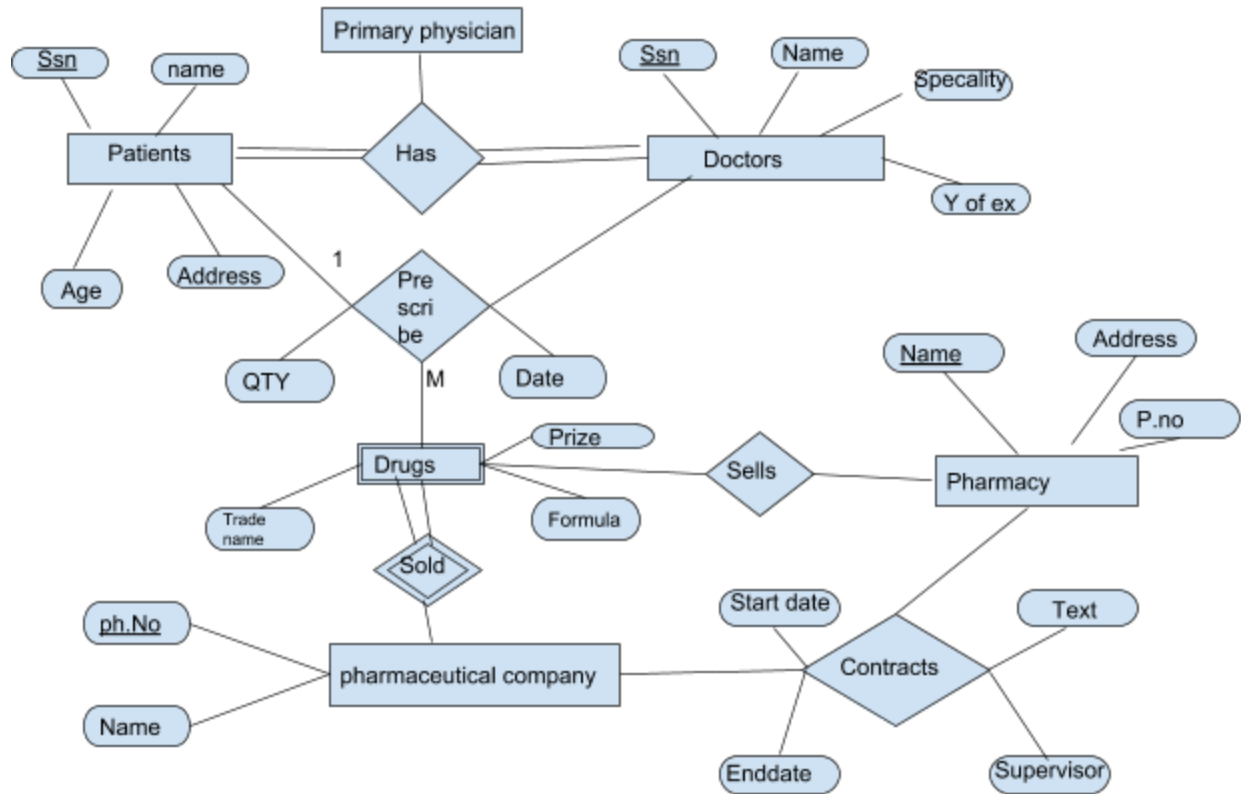 Primary physician
Ssn
name
Ssn
Name
Specality
Patients
Has
Doctors
Y of ex
Age
Address
1
Pre
scri
be
QTY
M
Date
Name
Address
P.no
Prize
Drugs
Sells
Pharmacy
Trade
name
Formula
Sold
ph.No
Start date
Text
pharmaceutical company
Contracts
Name
Enddate
Supervisor